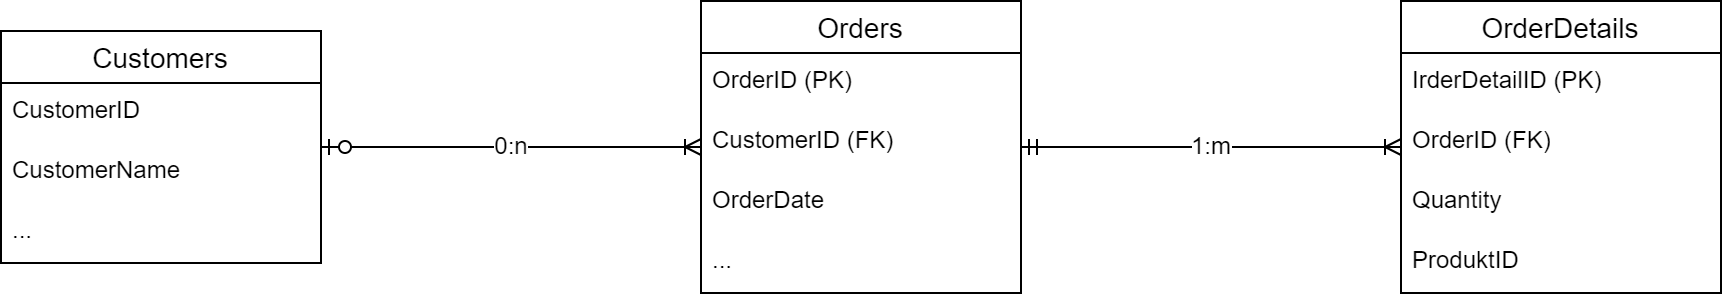 Customers
CustomerID
CustomerName
...
0:n
Orders
OrderID (PK)
CustomerID (FK)
OrderDate
...
1:m
OrderDetails
IrderDetailID (PK)
OrderID (FK)
Quantity
ProduktID